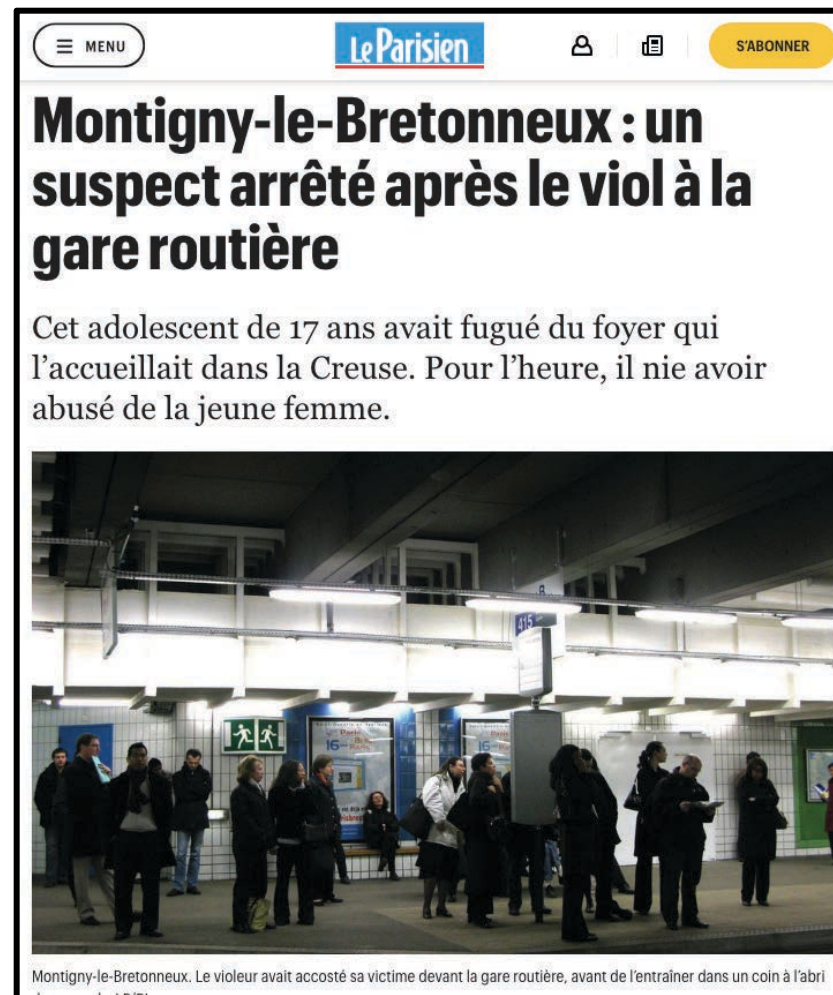 MENU
Le Parisien
S'ABONNER
Montigny-le-Bretonneux : un
suspect arrêté après le viol à la
gare routière
Cet adolescent de 17 ans avait fugué du foyer qui
l'accueillait dans la Creuse. Pour l'heure, il nie avoir
abusé de la jeune femme.
415
Paris
16
Montigny-le-Bretonneux. Le violeur avait accosté sa victime devant la gare routière, avant de l'entraîner dans un coin à l'abri